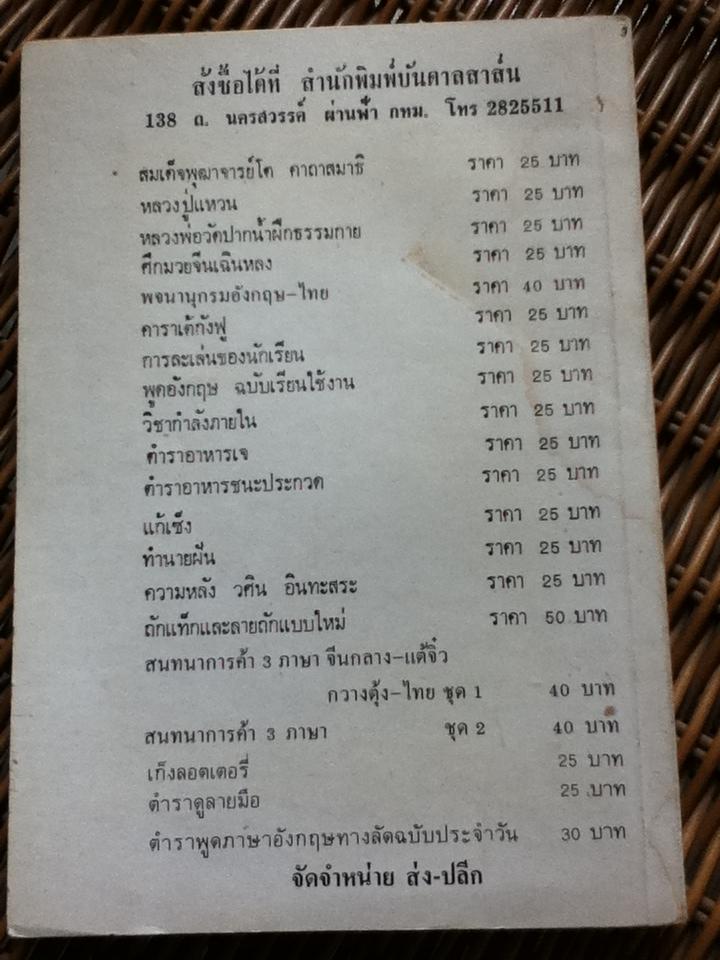 สั่งซื้อได้ที่ สำนักพิมพ์บันดาลสาส์น
138 ถ. นครสวรรค์ ผ่านฟ้า กทม. โทร 2825511
สมเด็จพุฒาจารย์โต คาถาสมาธิ ราคา 25 บาท
หลวงปู่แหวน ราคา 25 บาท
หลวงพ่อวัดปากน้ำฝึกธรรมกาย ราคา 25 บาท
ศึกมวยจีนเฉินหลง ราคา 25 บาท
พจนานุกรมอังกฤษ-ไทย ราคา 40 บาท
คาราเต้กังฟู ราคา 25 บาท
การละเล่นของนักเรียน ราคา 25 บาท
พูดอังกฤษ ฉบับเรียนใช้งาน ราคา 25 บาท
วิชากำลังภายใน ราคา 25 บาท
ตำราอาหารเจ ราคา 25 บาท
ตำราอาหารชนะประกวด ราคา 25 บาท
แก้เซ็ง ราคา 25 บาท
ทำนายฝัน ราคา 25 บาท
ความหลัง วศิน อินทะสระ ราคา 25 บาท
ถักแท็กและลายถักแบบใหม่ ราคา 50 บาท
สนทนาการค้า 3 ภาษา จีนกลาง-แต้จิ๋ว
กวางตุ้ง-ไทย ชุด 1 40 บาท
สนทนาการค้า 3 ภาษา ชุด 2 40 บาท
เก็งลอตเตอรี่ 25 บาท
ตำราดูลายมือ 25 บาท
ตำราพูดภาษาอังกฤษทางลัดฉบับประจำวัน 30 บาท
จัดจำหน่าย ส่ง-ปลีก